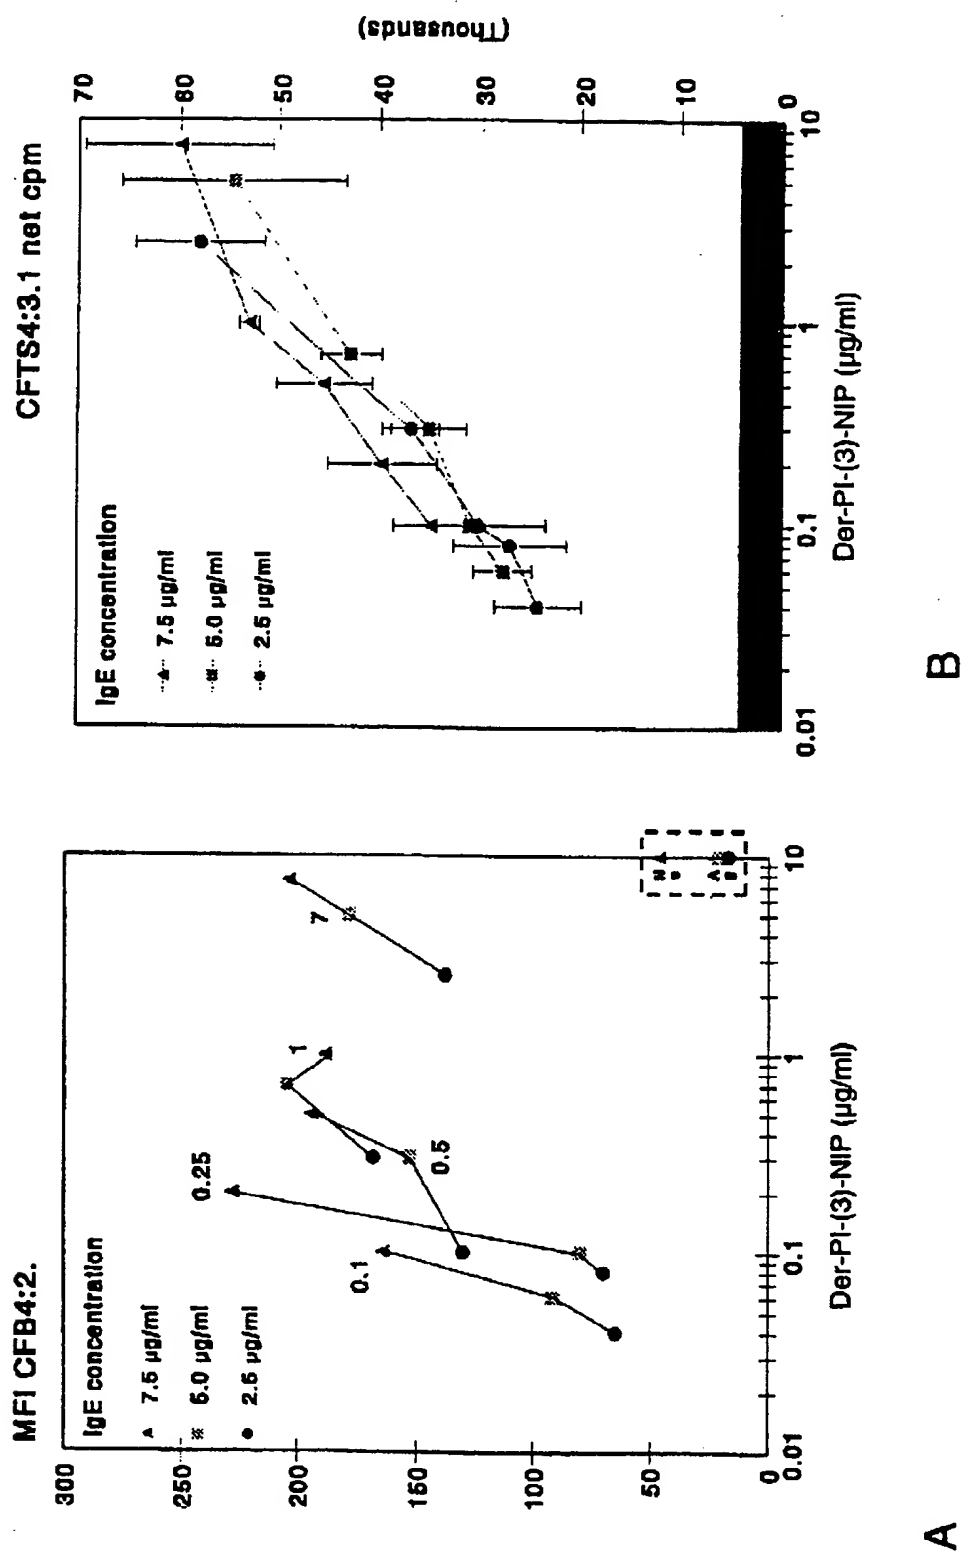 MFI CFB4:2.
IgE concentration
7.5 µg/ml
5.0 µg/ml
2.5 µg/ml
300
250
200
150
100
50
0
0.01
0.1
1
10
0.1
0.25
0.5
1
7
Der-PI-(3)-NIP (µg/ml)
A
CFTS4:3.1 net cpm
IgE concentration
7.5 µg/ml
5.0 µg/ml
2.5 µg/ml
70
60
50
40
30
20
10
0
(Thousands)
0.01
0.1
1
10
Der-PI-(3)-NIP (µg/ml)
B